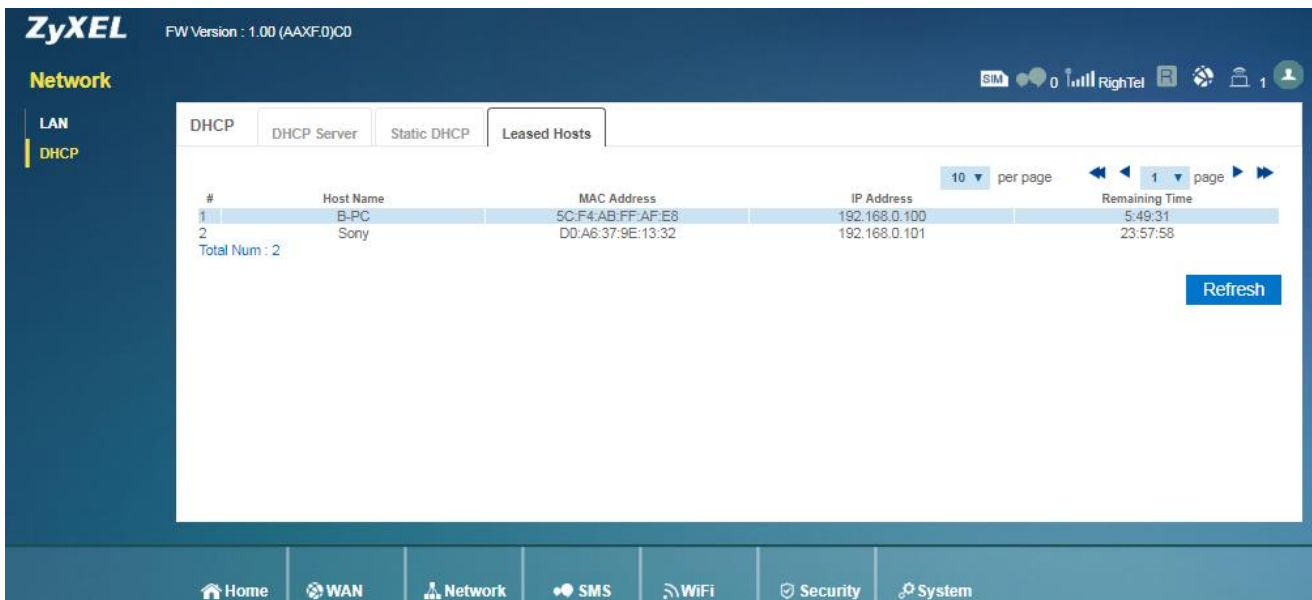 ZyXEL FW Version : 1.00 (AAXF.0)C0
Network
SIM 0 RighTel R 1
LAN
DHCP
DHCP DHCP Server Static DHCP Leased Hosts
10 per page 1 page
# Host Name MAC Address IP Address Remaining Time
1 B-PC 5C:F4:AB:FF:AF:E8 192.168.0.100 5:49:31
2 Sony D0:A6:37:9E:13:32 192.168.0.101 23:57:58
Total Num : 2
Refresh
Home WAN Network SMS WiFi Security System